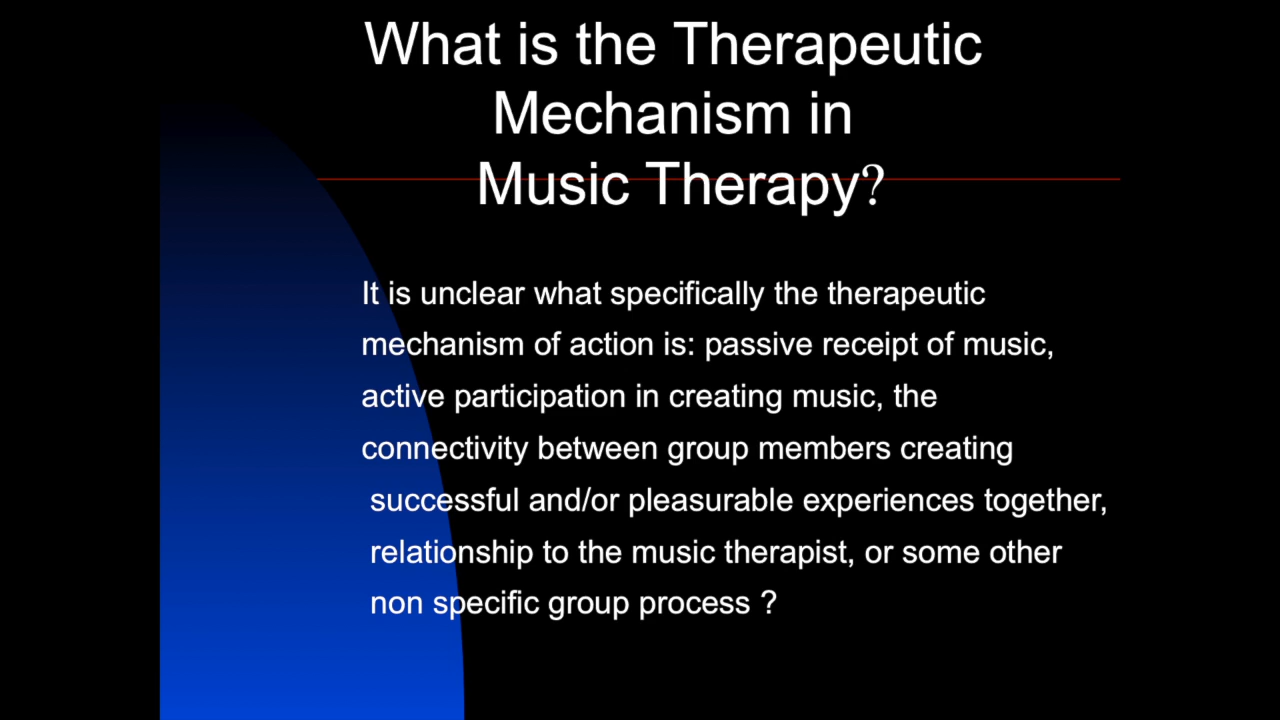 What is the Therapeutic
Mechanism in
Music Therapy?
It is unclear what specifically the therapeutic
mechanism of action is: passive receipt of music,
active participation in creating music, the
connectivity between group members creating
successful and/or pleasurable experiences together,
relationship to the music therapist, or some other
non specific group process ?